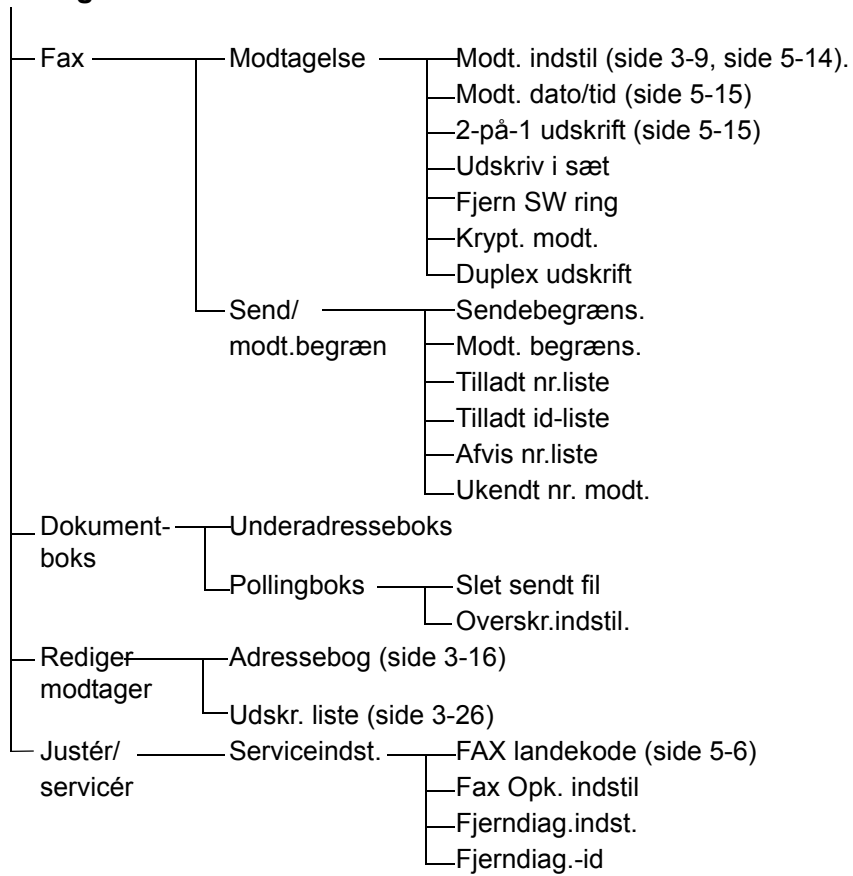 Fax
Modtagelse
Modt. indstil (side 3-9, side 5-14).
Modt. dato/tid (side 5-15)
2-på-1 udskrift (side 5-15)
Udskriv i sæt
Fjern SW ring
Krypt. modt.
Duplex udskrift
Send/
modt.begræn
Sendebegræns.
Modt. begræns.
Tilladt nr.liste
Tilladt id-liste
Afvis nr.liste
Ukendt nr. modt.
Dokument-
boks
Underadresseboks
Pollingboks
Slet sendt fil
Overskr.indstil.
Rediger
modtager
Adressebog (side 3-16)
Udskr. liste (side 3-26)
Justér/
servicér
Serviceindst.
FAX landekode (side 5-6)
Fax Opk. indstil
Fjerndiag.indst.
Fjerndiag.-id